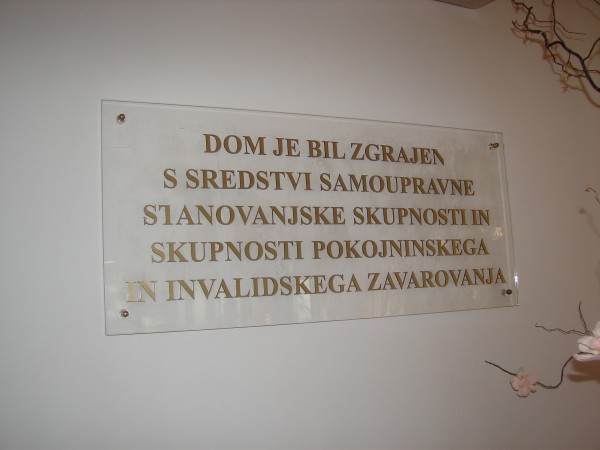 DOM JE BIL ZGRAJEN
S SREDSTVI SAMOUPRAVNE
STANOVANJSKE SKUPNOSTI IN
SKUPNOSTI POKOJNINSKEGA
IN INVALIDSKEGA ZAVAROVANJA